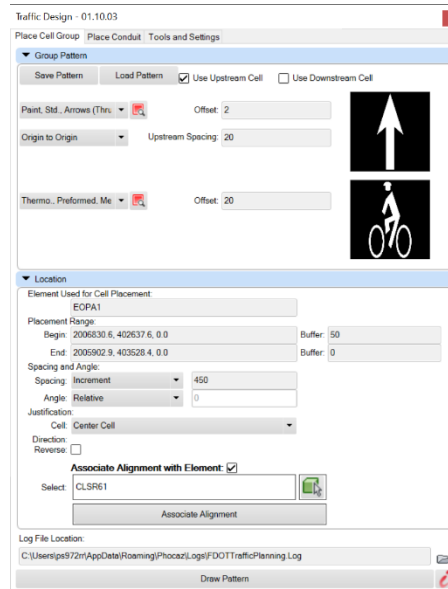 Traffic Design - 01.10.03
Place Cell Group Place Conduit Tools and Settings
Group Pattern
Save Pattern Load Pattern Use Upstream Cell Use Downstream Cell
Paint, Std., Arrows (Thru Offset: 2
Origin to Origin Upstream Spacing: 20
Thermo., Preformed, Me Offset: 20
Location
Element Used for Cell Placement:
EOPA1
Placement Range:
Begin: 2006830.6, 402637.6, 0.0 Buffer: 50
End: 2005902.9, 403528.4, 0.0 Buffer: 0
Spacing and Angle:
Spacing: Increment 450
Angle: Relative 0
Justification:
Cell: Center Cell
Direction:
Reverse:
Associate Alignment with Element:
Select: CLSR61
Associate Alignment
Log File Location:
C:\Users\ps972rr\AppData\Roaming\Phocaz\Logs\FDOTTrafficPlanning.Log
Draw Pattern